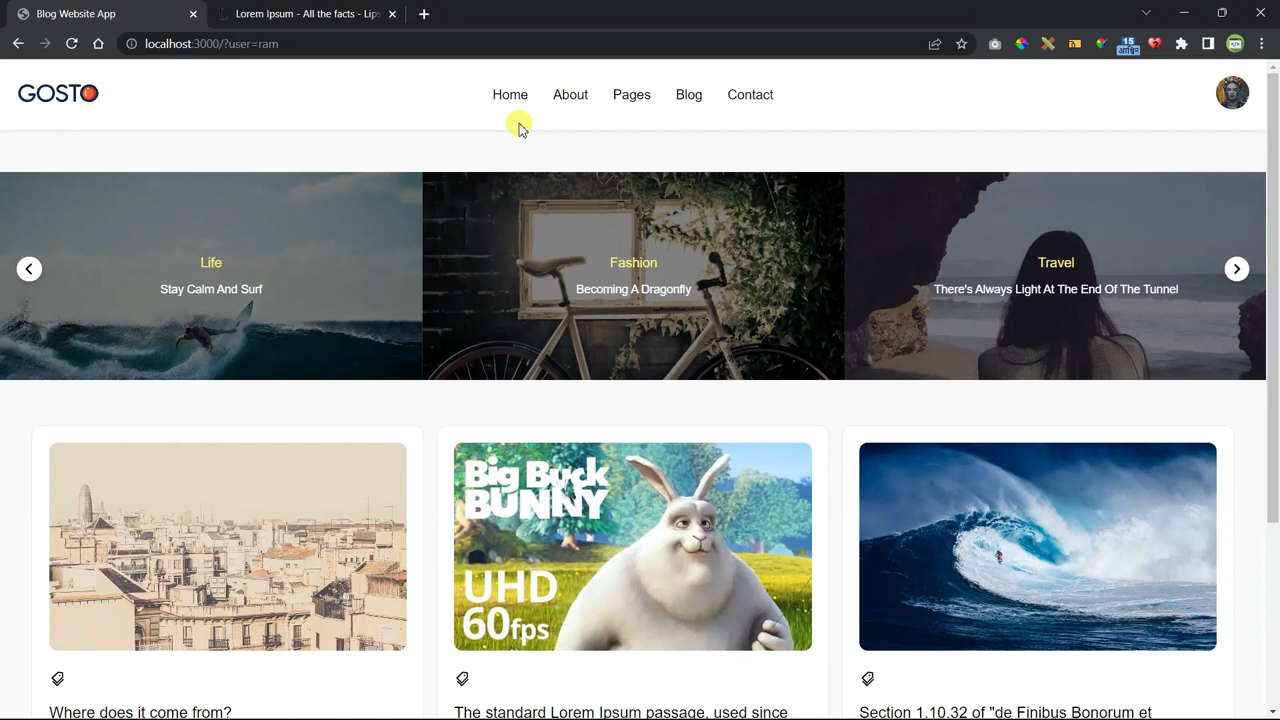 Blog Website App
Lorem Ipsum - All the facts - Lips
localhost:3000/?user=ram
15
आश्विन
GOSTO
Home About Pages Blog Contact
Life
Stay Calm And Surf
Fashion
Becoming A Dragonfly
Travel
There's Always Light At The End Of The Tunnel
Big Buck
BUNNY
UHD
60fps
Where does it come from?
The standard Lorem Ipsum passage, used since
Section 1.10.32 of "de Finibus Bonorum et